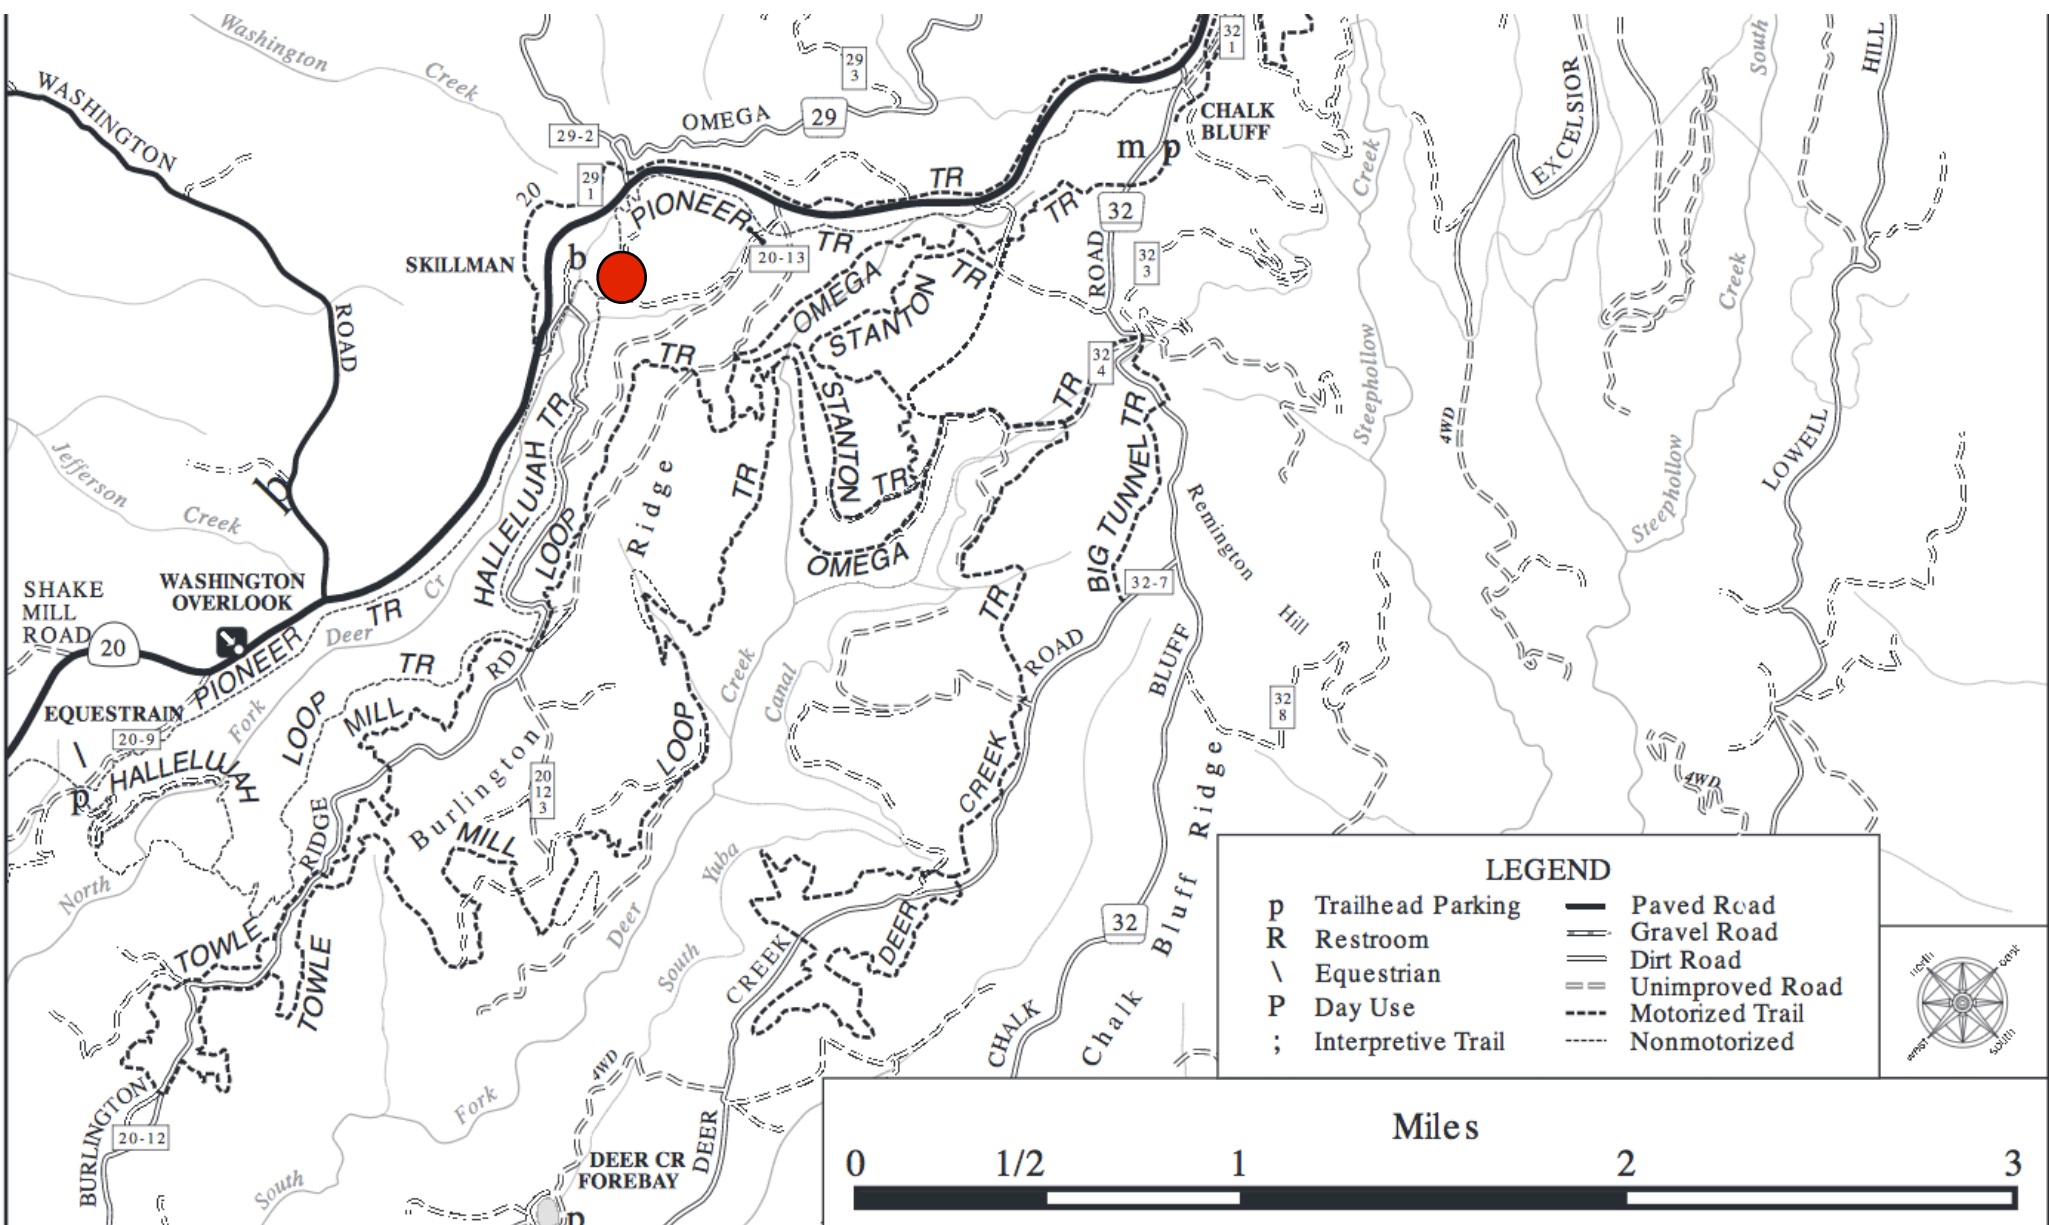 Washington
Creek
WASHINGTON
ROAD
29
3
32
1
OMEGA
29
29-2
29
1
20
CHALK
BLUFF
m p
EXCELSIOR
South
HILL
PIONEER
TR
TR
20-13
TR
32
ROAD
32
3
Creek
Creek
SKILLMAN
b
OMEGA
STANTON
TR
TR
32
4
TR
Steephollow
4WD
LOWELL
Steephollow
Jefferson
Creek
b
HALLELUJAH
TR
LOOP
Ridge
TR
STANTON
TR
OMEGA
BIG TUNNEL TR
Remington
Hill
32-7
SHAKE
MILL
ROAD
20
WASHINGTON
OVERLOOK
PIONEER
TR
Deer
Cr
Fork
EQUESTRAIN
\
20-9
p
HALLELUJAH
LOOP
TR
MILL
RD
Creek
Canal
TR
ROAD
BLUFF
32
8
RIDGE
Burlington
20
12
3
MILL
LOOP
CREEK
Ridge
4WD
North
TOWLE
TOWLE
Deer
Yuba
South
CREEK
DEER
32
Bluff
CHALK
Chalk
BURLINGTON
20-12
South
Fork
4WD
DEER
DEER CR
FOREBAY
p
LEGEND
p Trailhead Parking
R Restroom
\ Equestrian
P Day Use
; Interpretive Trail
Paved Road
Gravel Road
Dirt Road
Unimproved Road
Motorized Trail
Nonmotorized
north
east
west
south
Miles
0 1/2 1 2 3